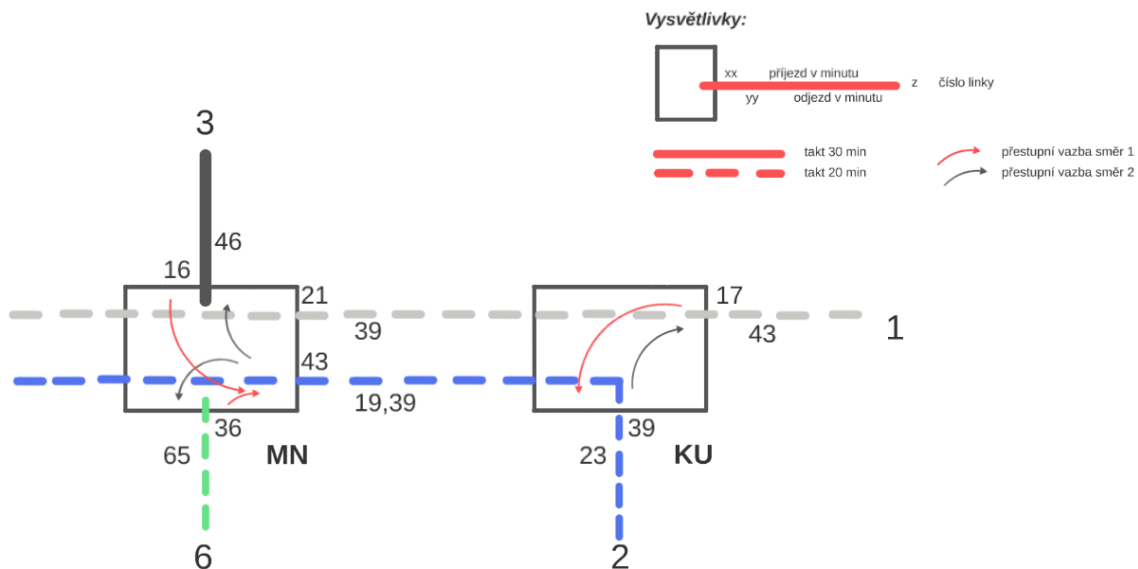 Vysvětlivky:
xx příjezd v minutu
z číslo linky
yy odjezd v minutu
takt 30 min
přestupní vazba směr 1
takt 20 min
přestupní vazba směr 2
3
46
16
21
17
39
43
1
43
19,39
36
39
65
MN
23
KU
6
2